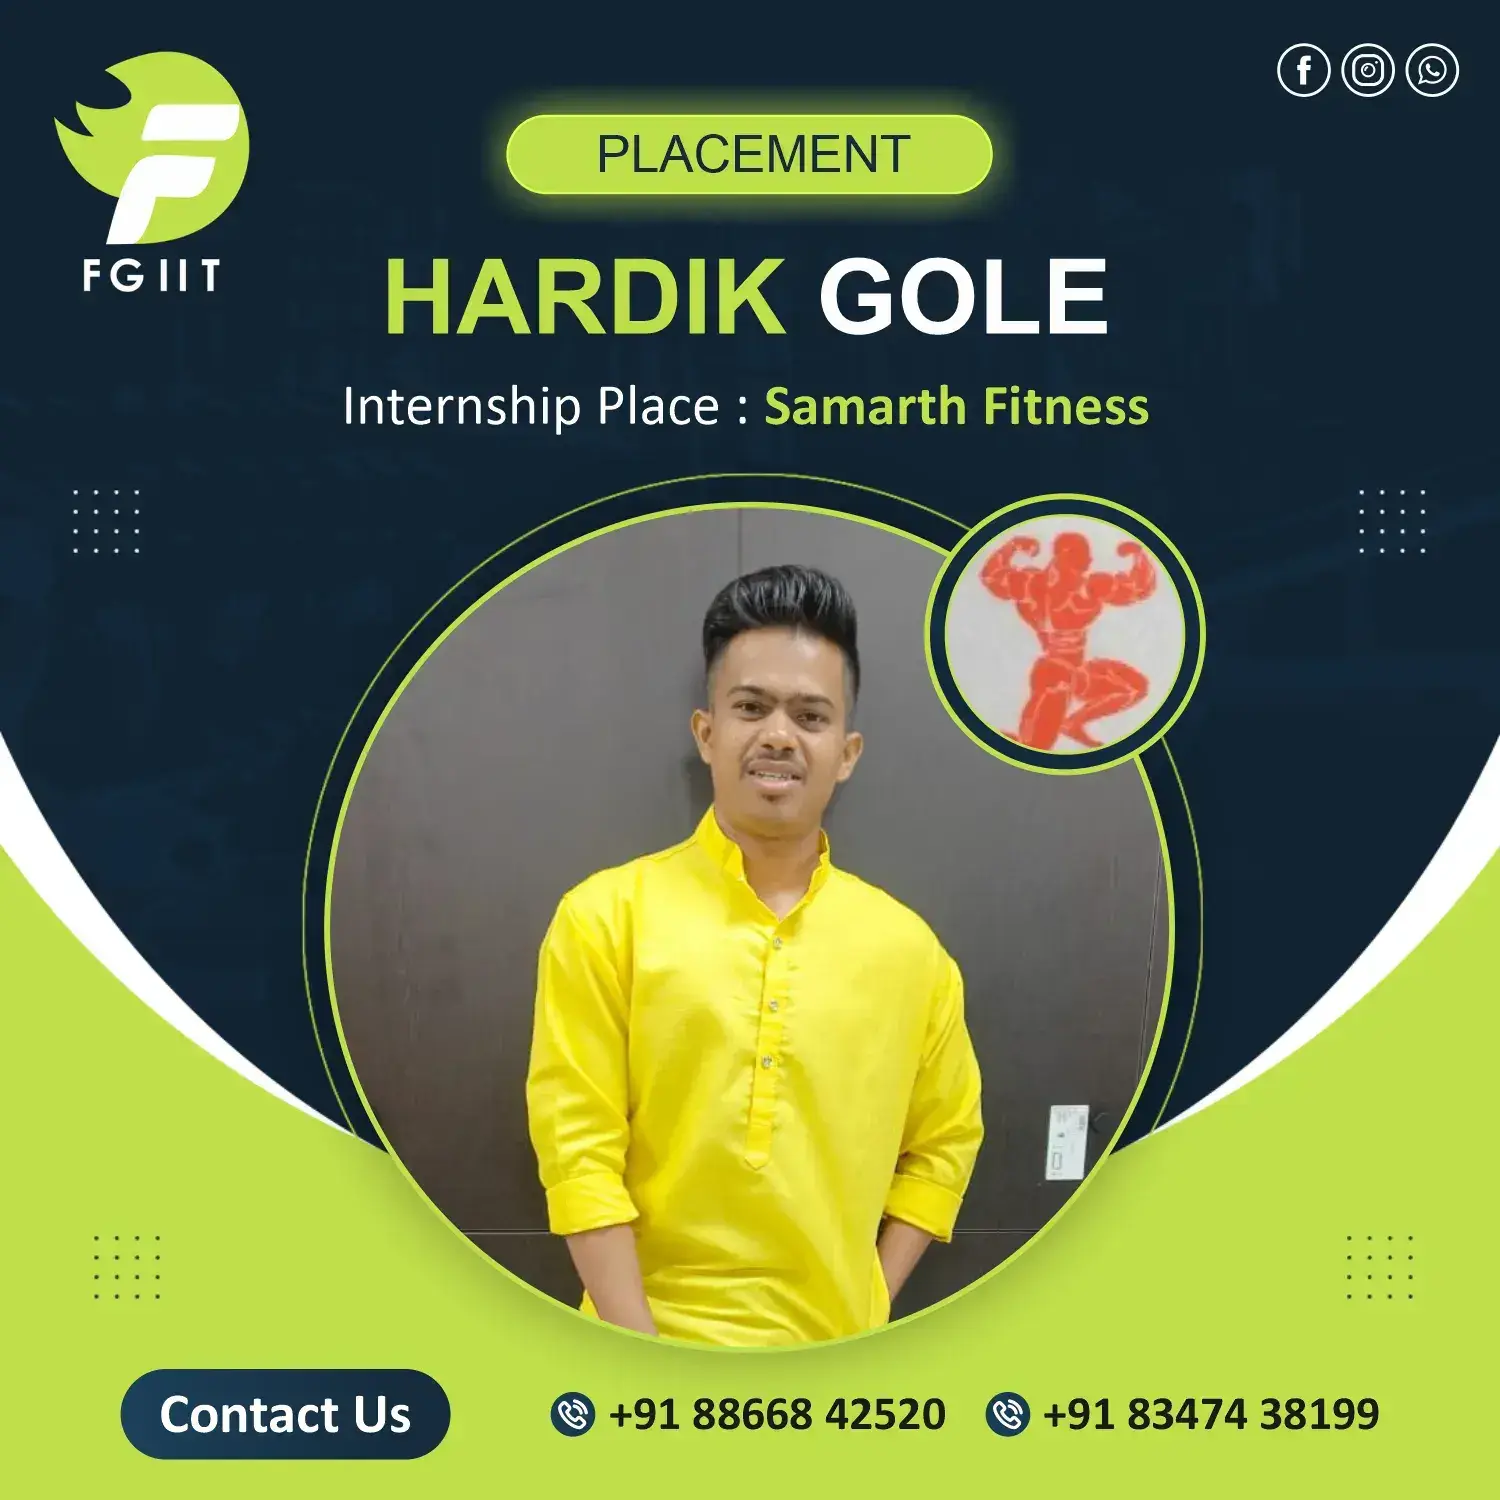 PLACEMENT
FGIIT
HARDIK GOLE
Internship Place : Samarth Fitness
Contact Us
+91 88668 42520
+91 83474 38199